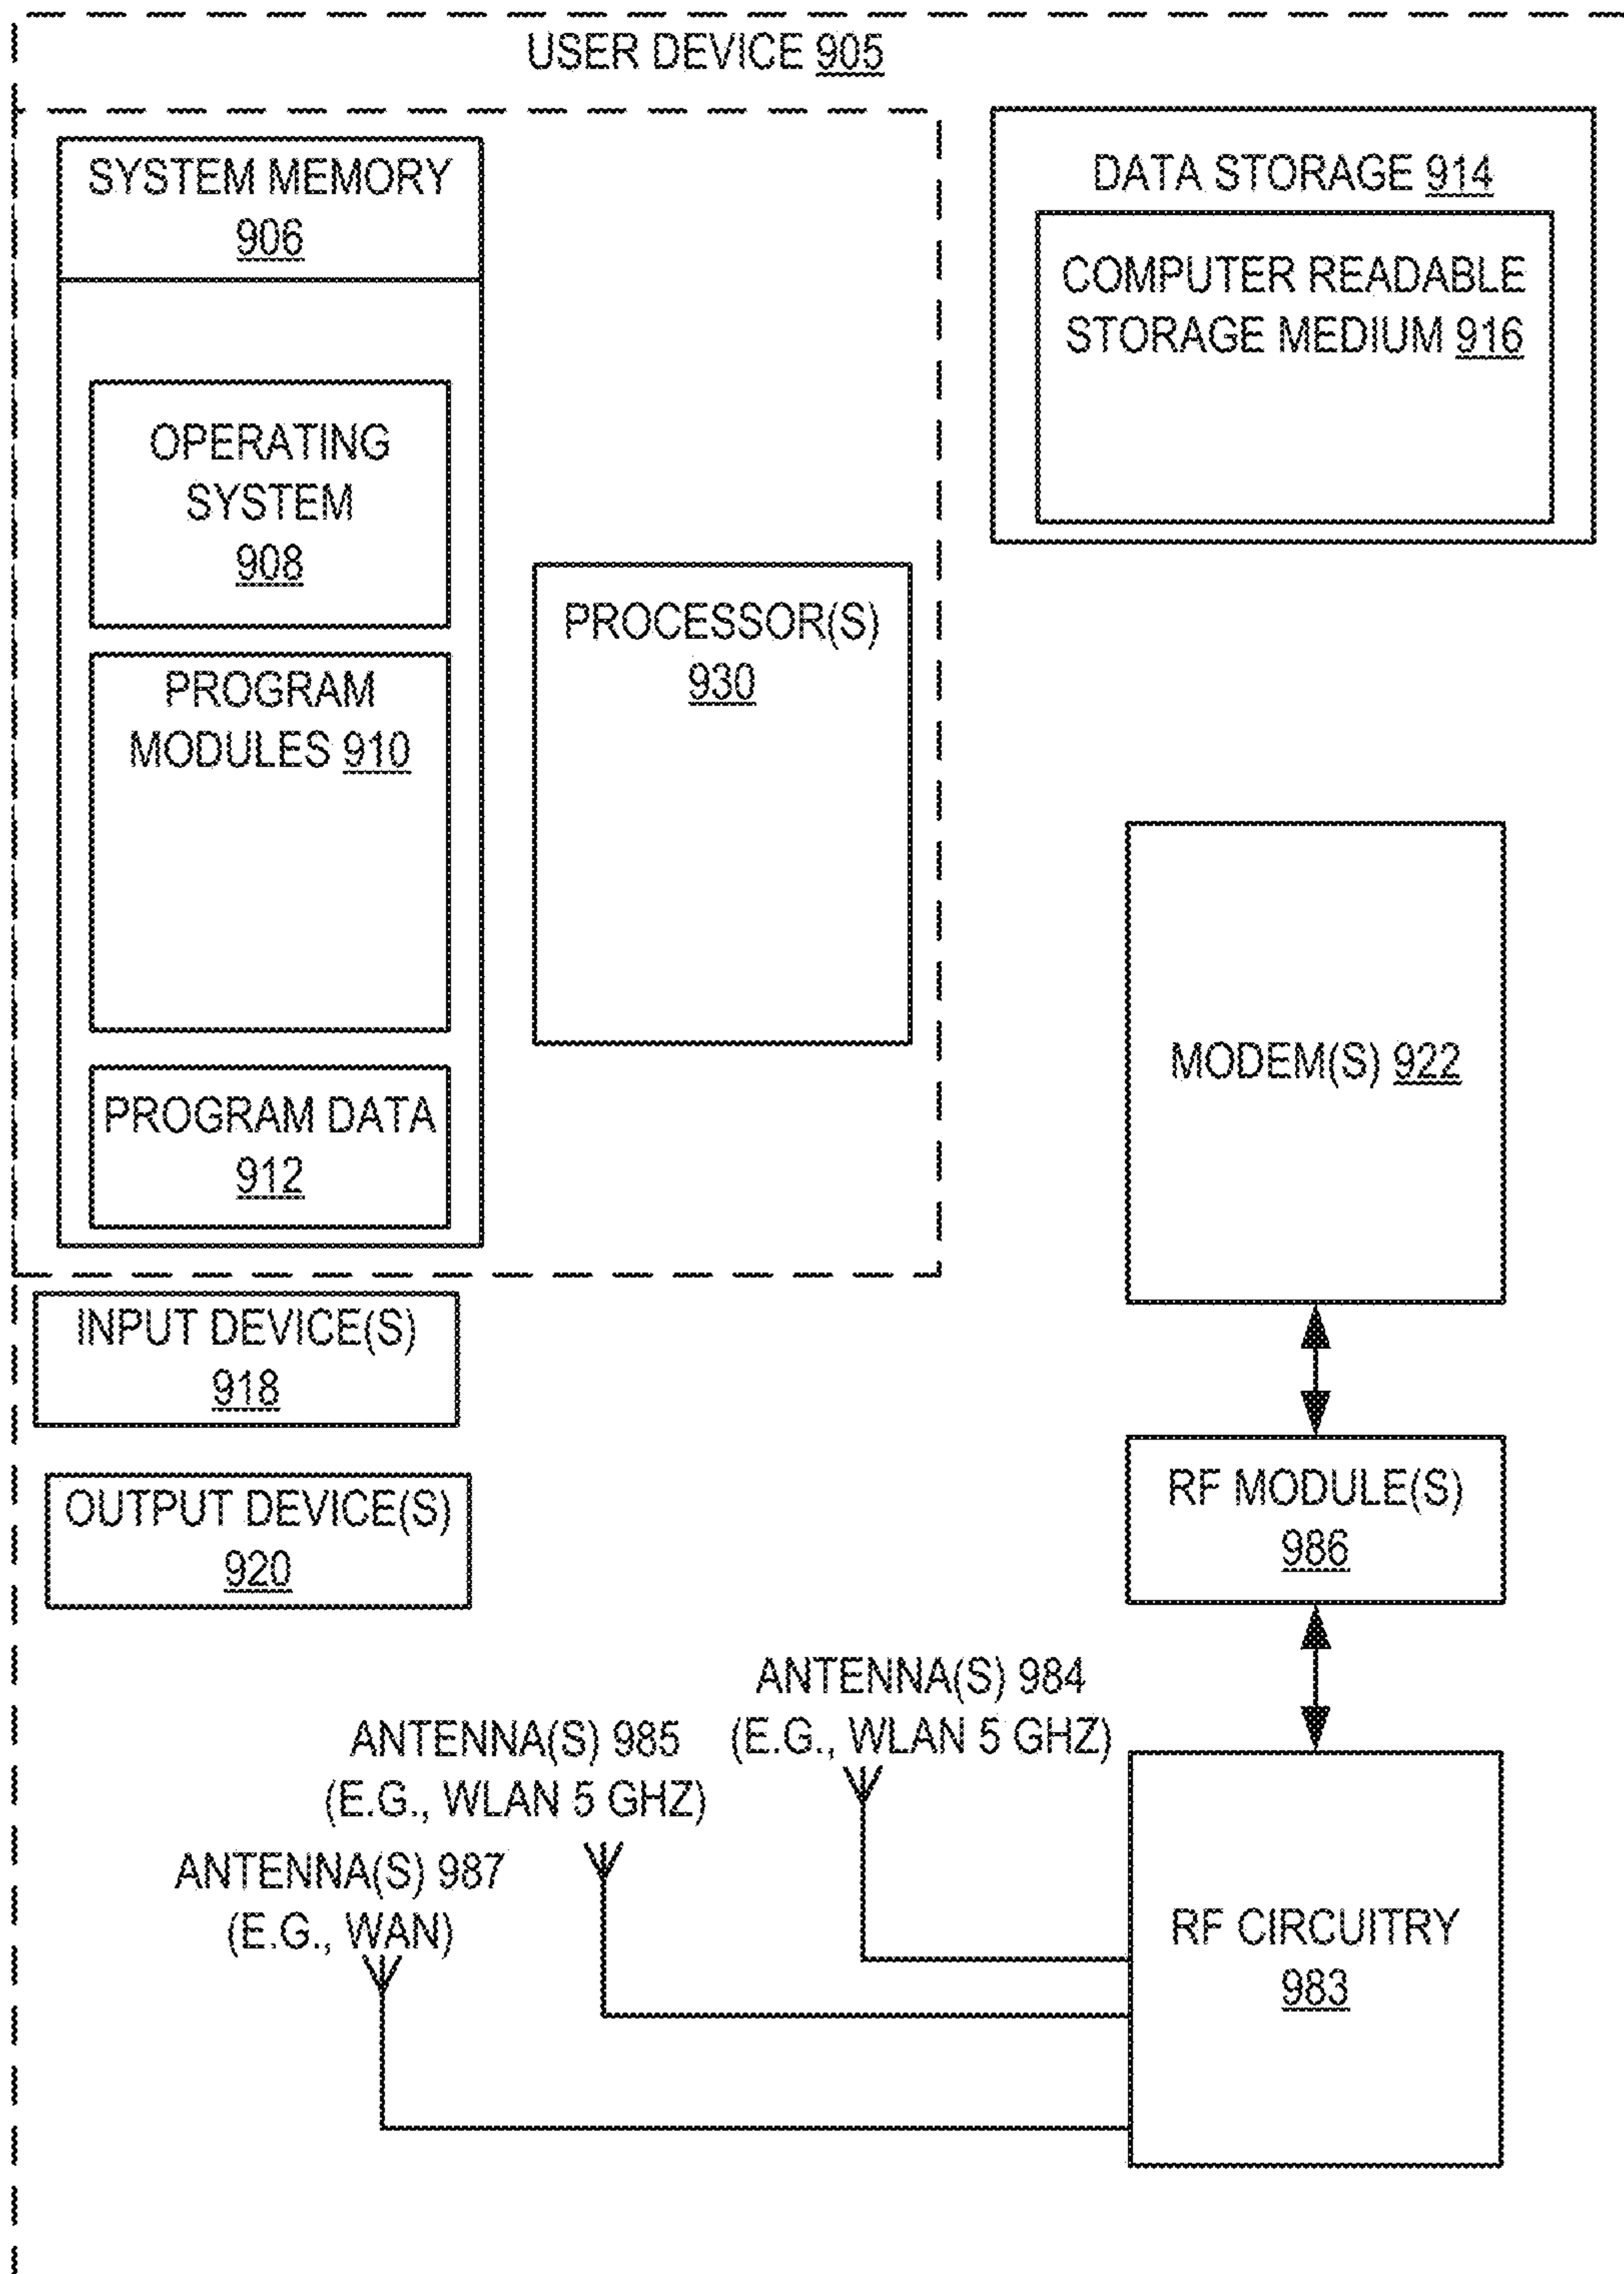 USER DEVICE 905
SYSTEM MEMORY
906
OPERATING
SYSTEM
908
PROGRAM
MODULES 910
PROGRAM DATA
912
PROCESSOR(S)
930
DATA STORAGE 914
COMPUTER READABLE
STORAGE MEDIUM 916
INPUT DEVICE(S)
918
OUTPUT DEVICE(S)
920
MODEM(S) 922
RF MODULE(S)
986
ANTENNA(S) 984
(E.G., WLAN 5 GHZ)
ANTENNA(S) 985
(E.G., WLAN 5 GHZ)
ANTENNA(S) 987
(E.G., WAN)
RF CIRCUITRY
983